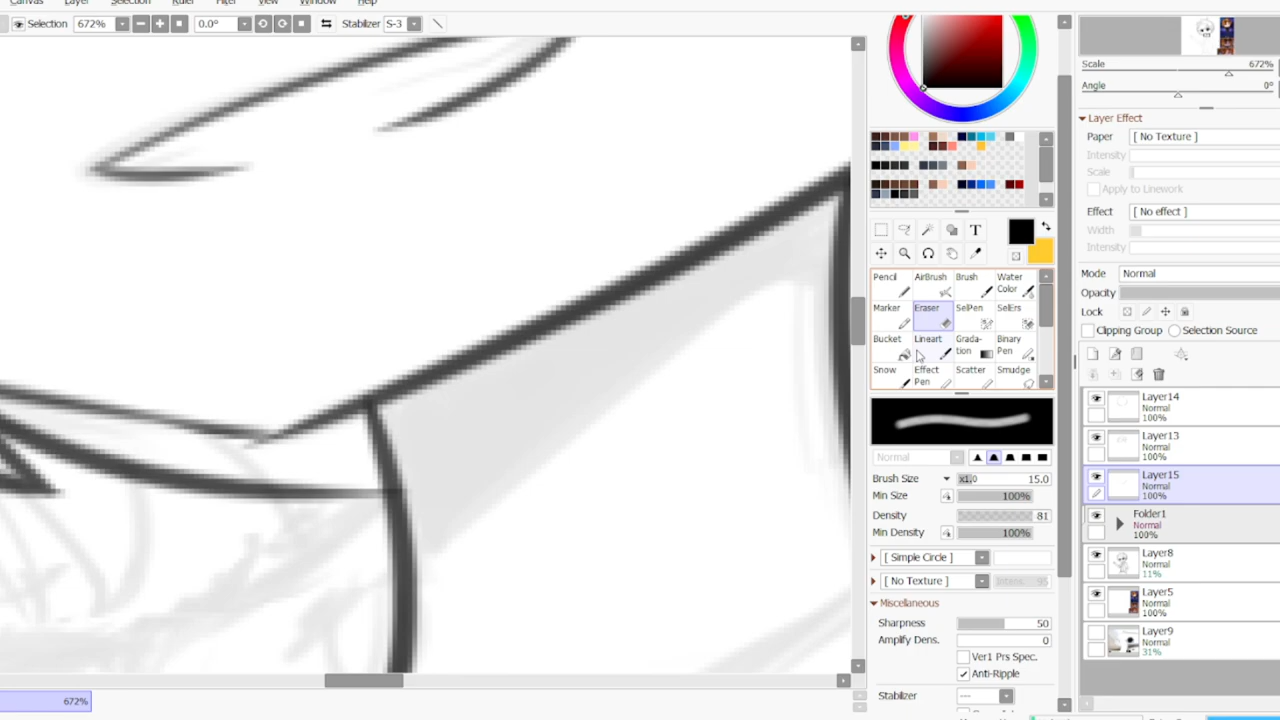 Canvas Layer Selection Ruler Filter View Window Help
Selection 672% 0.0° Stabilizer S-3
Scale 672%
Angle 0°
Layer Effect
Paper [ No Texture ]
Intensity
Scale
Apply to Linework
Effect [ No effect ]
Width
Intensity
Mode Normal
Opacity
Lock
Clipping Group Selection Source
T
Pencil AirBrush Brush Water Color
Marker Eraser SelPen SelErs
Bucket Lineart Grada-tion Binary Pen
Snow Effect Pen Scatter Smudge
Normal
Brush Size x1.0 15.0
Min Size 100%
Density 81
Min Density 100%
[ Simple Circle ]
[ No Texture ] Intens. 95
Miscellaneous
Sharpness 50
Amplify Dens. 0
Ver1 Prs Spec.
Anti-Ripple
Stabilizer ---
Layer14
Normal
100%
Layer13
Normal
100%
Layer15
Normal
100%
Folder1
Normal
100%
Layer8
Normal
11%
Layer5
Normal
100%
Layer9
Normal
31%
672%